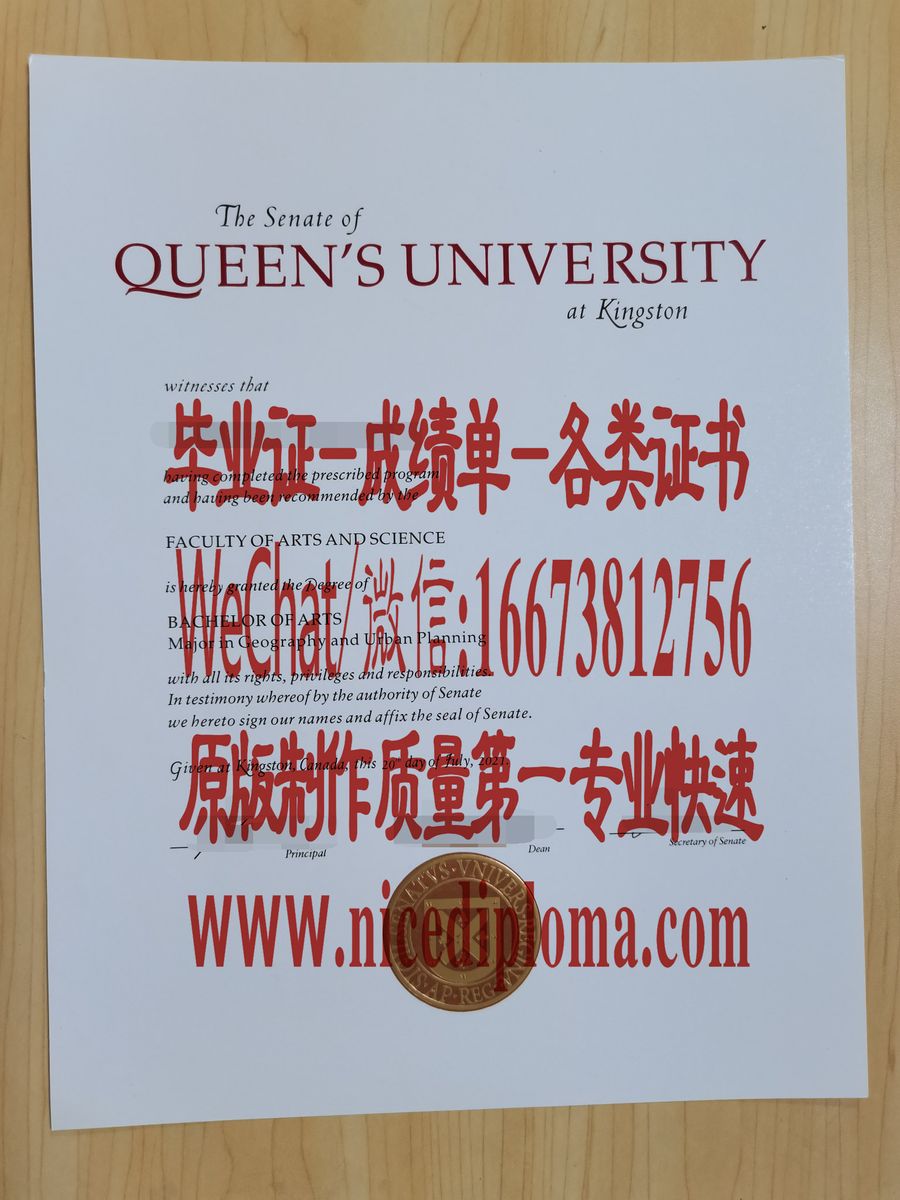 The Senate of
QUEEN'S UNIVERSITY
at Kingston
witnesses that
毕业证-成绩单-各类证书
having completed the prescribed program
and having been recommended by the
FACULTY OF ARTS AND SCIENCE
is hereby granted the Degree of
WeChat/微信:16673812756
BACHELOR OF ARTS
Major in Geography and Urban Planning
with all its rights, privileges and responsibilities.
In testimony whereof by the authority of Senate
we hereto sign our names and affix the seal of Senate.
原版制作质量第一专业快速
Given at Kingston, Canada, this 29th day of July, 2021.
Principal
Dean
Secretary of Senate
www.nicediploma.com